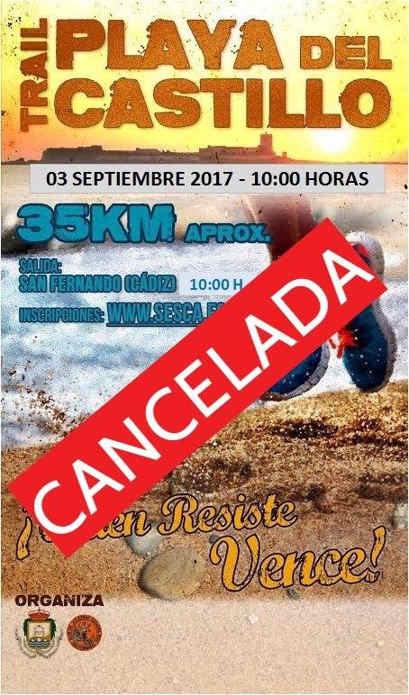 TRAIL
PLAYA DEL
CASTILLO
03 SEPTIEMBRE 2017 - 10:00 HORAS
35KM APROX.
SALIDA:
SAN FERNANDO (CÁDIZ) 10:00 H
INSCRIPCIONES: WWW.SESCA.E
CANCELADA
Resiste
Vence!
ORGANIZA